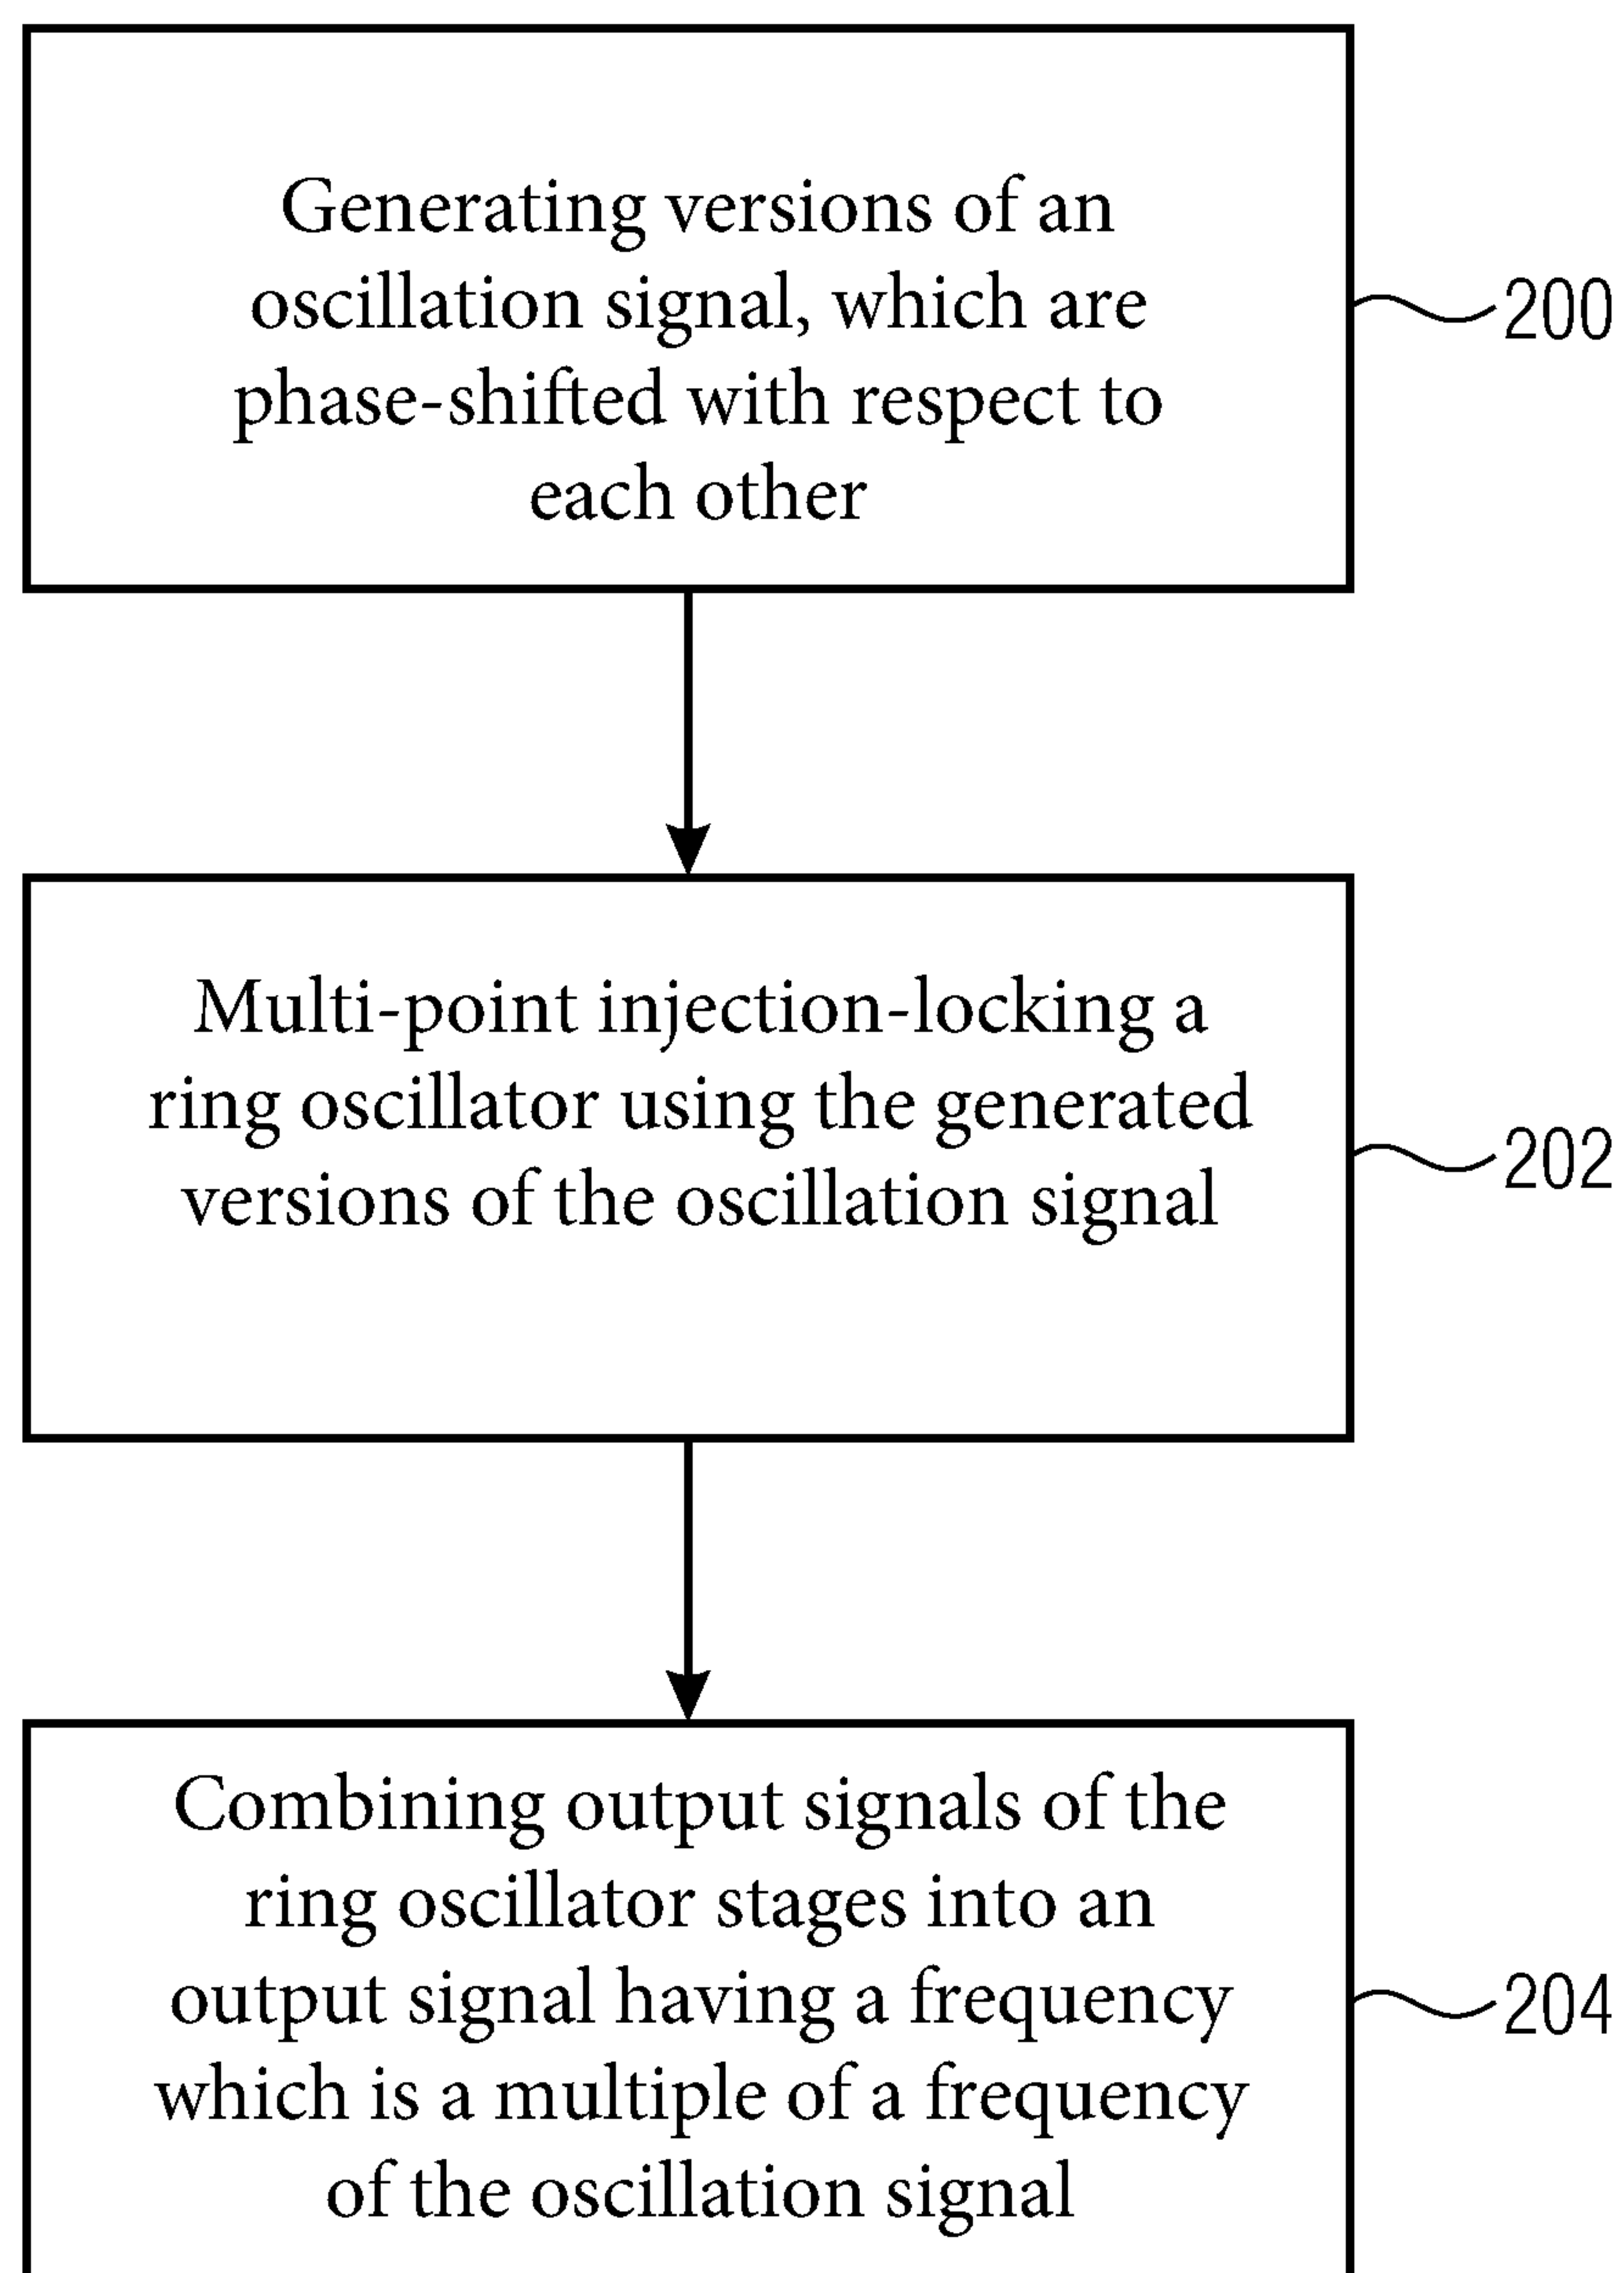 Generating versions of an
oscillation signal, which are
phase-shifted with respect to
each other
200
Multi-point injection-locking a
ring oscillator using the generated
versions of the oscillation signal
202
Combining output signals of the
ring oscillator stages into an
output signal having a frequency
which is a multiple of a frequency
of the oscillation signal
204